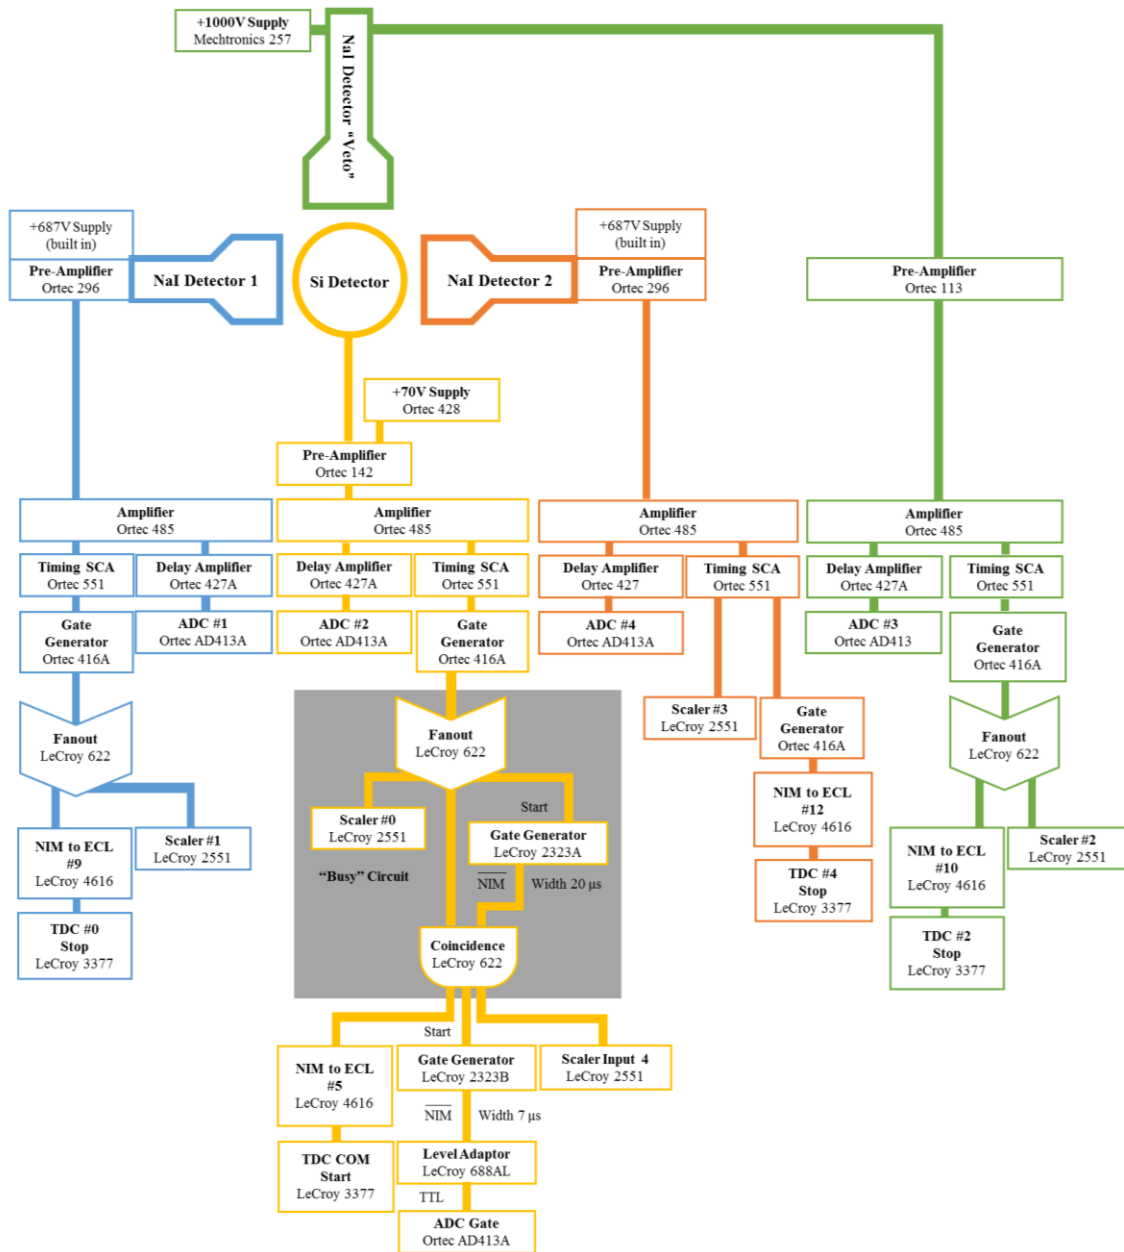 +1000V Supply
Mechtronics 257
NaI Detector "Veto"
+687V Supply
(built in)
Pre-Amplifier
Ortec 296
NaI Detector 1
Si Detector
NaI Detector 2
+687V Supply
(built in)
Pre-Amplifier
Ortec 296
Pre-Amplifier
Ortec 113
+70V Supply
Ortec 428
Pre-Amplifier
Ortec 142
Amplifier
Ortec 485
Amplifier
Ortec 485
Amplifier
Ortec 485
Amplifier
Ortec 485
Timing SCA
Ortec 551
Delay Amplifier
Ortec 427A
Delay Amplifier
Ortec 427A
Timing SCA
Ortec 551
Delay Amplifier
Ortec 427
Timing SCA
Ortec 551
Delay Amplifier
Ortec 427A
Timing SCA
Ortec 551
Gate
Generator
Ortec 416A
ADC #1
Ortec AD413A
ADC #2
Ortec AD413A
Gate
Generator
Ortec 416A
ADC #4
Ortec AD413A
ADC #3
Ortec AD413
Gate
Generator
Ortec 416A
Fanout
LeCroy 622
Fanout
LeCroy 622
Scaler #3
LeCroy 2551
Gate
Generator
Ortec 416A
Fanout
LeCroy 622
NIM to ECL
#9
LeCroy 4616
Scaler #1
LeCroy 2551
Scaler #0
LeCroy 2551
Start
Gate Generator
LeCroy 2323A
"Busy" Circuit
NIM
Width 20 µs
NIM to ECL
#12
LeCroy 4616
NIM to ECL
#10
LeCroy 4616
Scaler #2
LeCroy 2551
TDC #0
Stop
LeCroy 3377
Coincidence
LeCroy 622
TDC #4
Stop
LeCroy 3377
TDC #2
Stop
LeCroy 3377
Start
NIM to ECL
#5
LeCroy 4616
Gate Generator
LeCroy 2323B
Scaler Input 4
LeCroy 2551
NIM
Width 7 µs
TDC COM
Start
LeCroy 3377
Level Adaptor
LeCroy 688AL
TTL
ADC Gate
Ortec AD413A